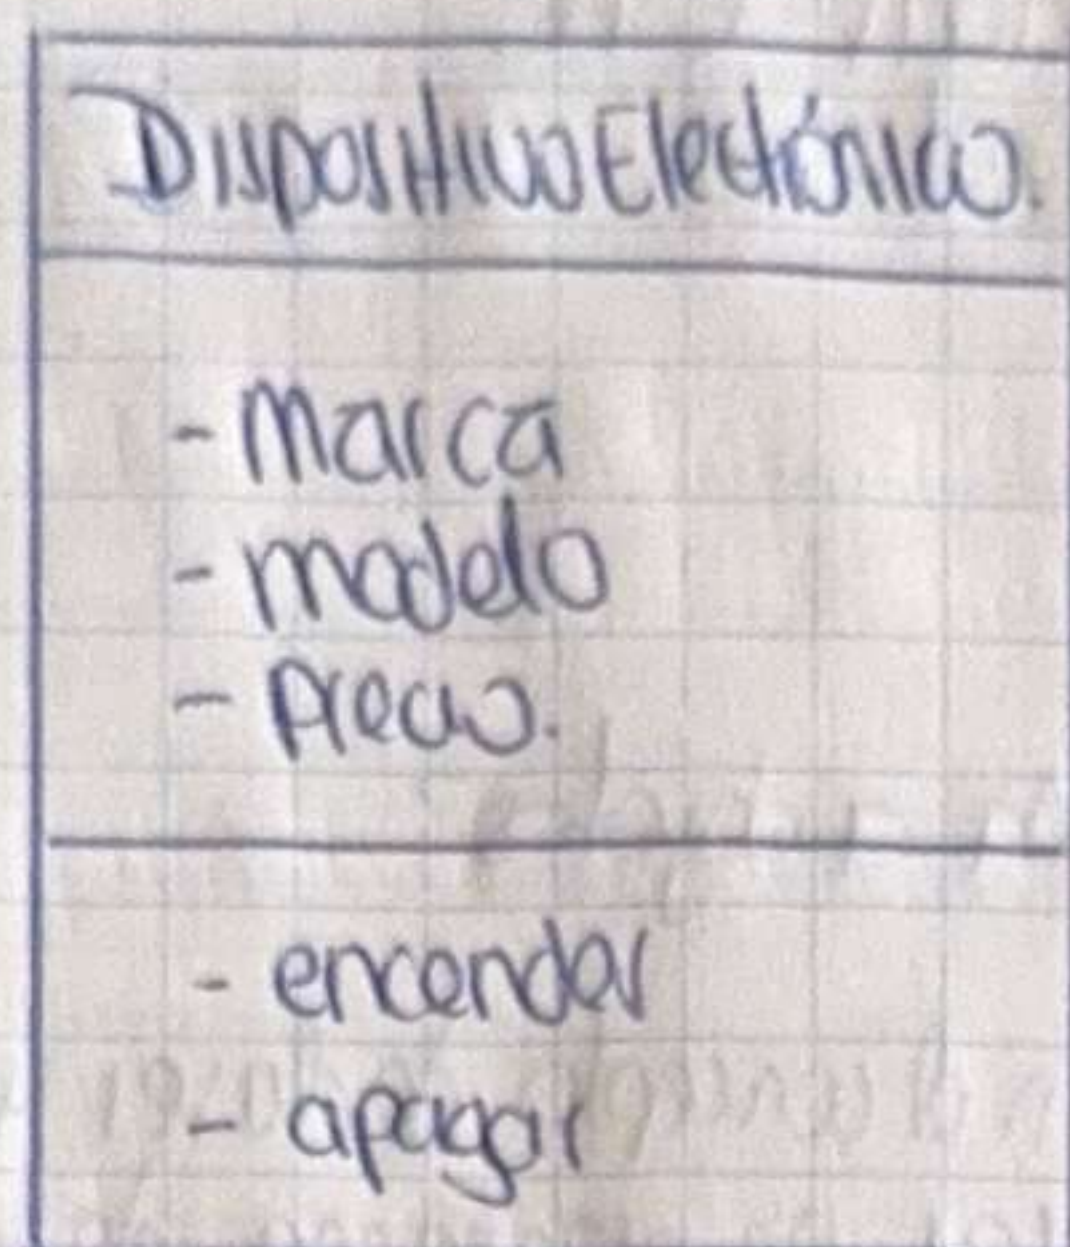 DispositivoElectrónico.
- Marca
- modelo
- Precio.
- encender
- apagar